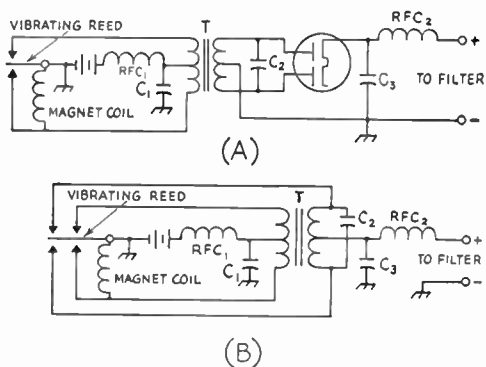 VIBRATING REED
T
RFC₂
+
RFC₁
C₁
C₂
C₃
TO FILTER
MAGNET COIL
-
(A)
VIBRATING REED
T
C₂
RFC₂
+
RFC₁
C₁
C₃
TO FILTER
MAGNET COIL
-
(B)